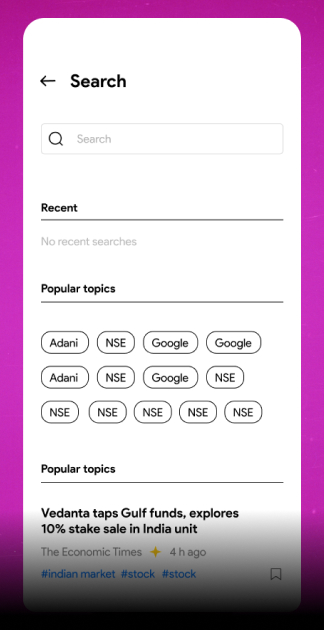 Search
Search
Recent
No recent searches
Popular topics
Adani NSE Google Google
Adani NSE Google NSE
NSE NSE NSE NSE NSE
Popular topics
Vedanta taps Gulf funds, explores
10% stake sale in India unit
The Economic Times 4 h ago
#indian market #stock #stock